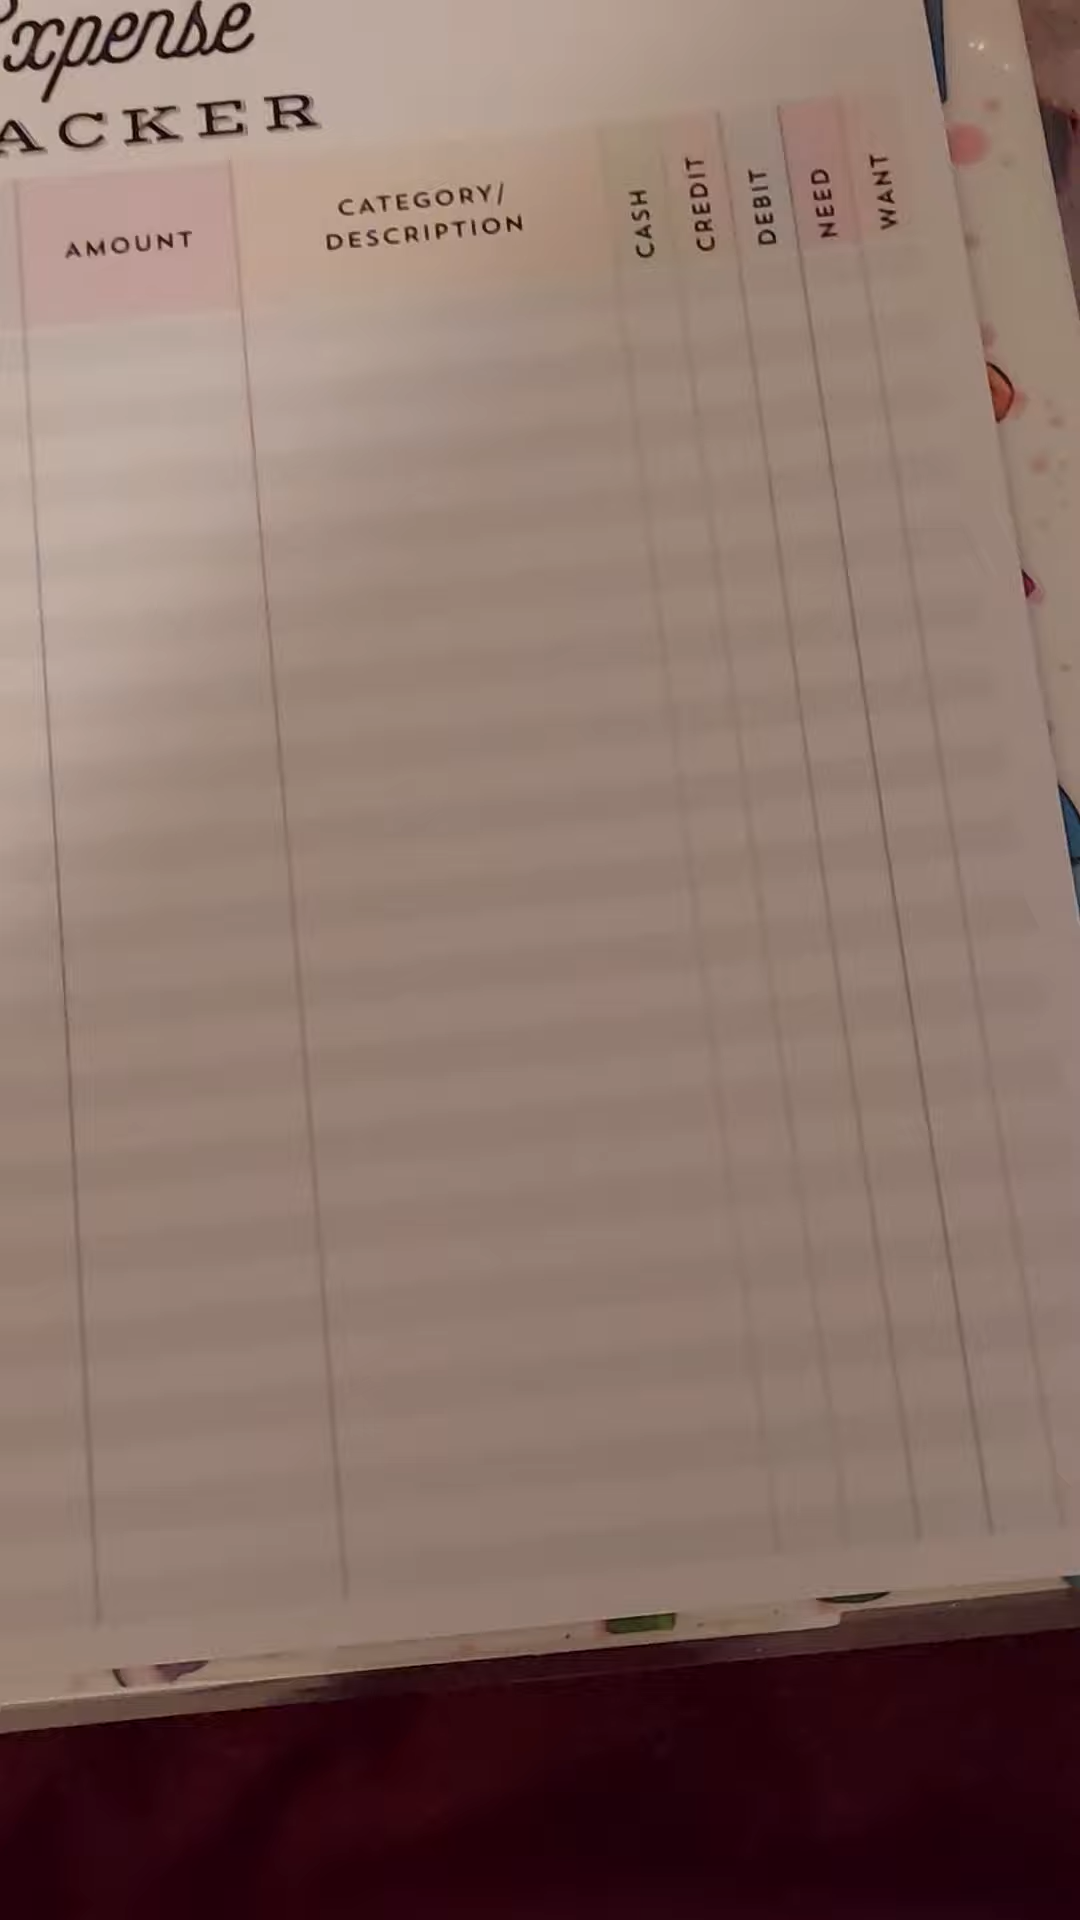 xpense
ACKER
AMOUNT
CATEGORY/
DESCRIPTION
CASH
CREDIT
DEBIT
NEED
WANT